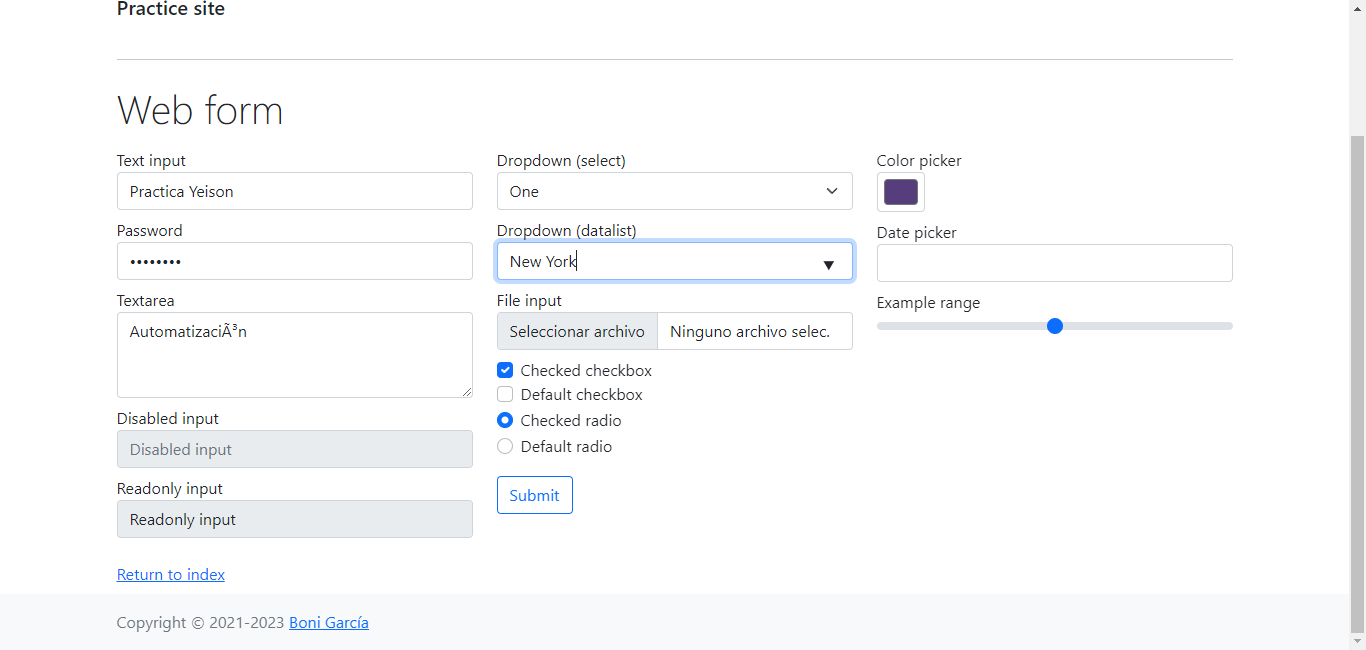 Practice site
Web form
Text input
Practica Yeison
Password
••••••••
Textarea
AutomatizaciÃ³n
Disabled input
Disabled input
Readonly input
Readonly input
Dropdown (select)
One
Dropdown (datalist)
New York
File input
Seleccionar archivo Ninguno archivo selec.
Checked checkbox
Default checkbox
Checked radio
Default radio
Submit
Color picker
Date picker
Example range
Return to index
Copyright © 2021-2023 Boni García